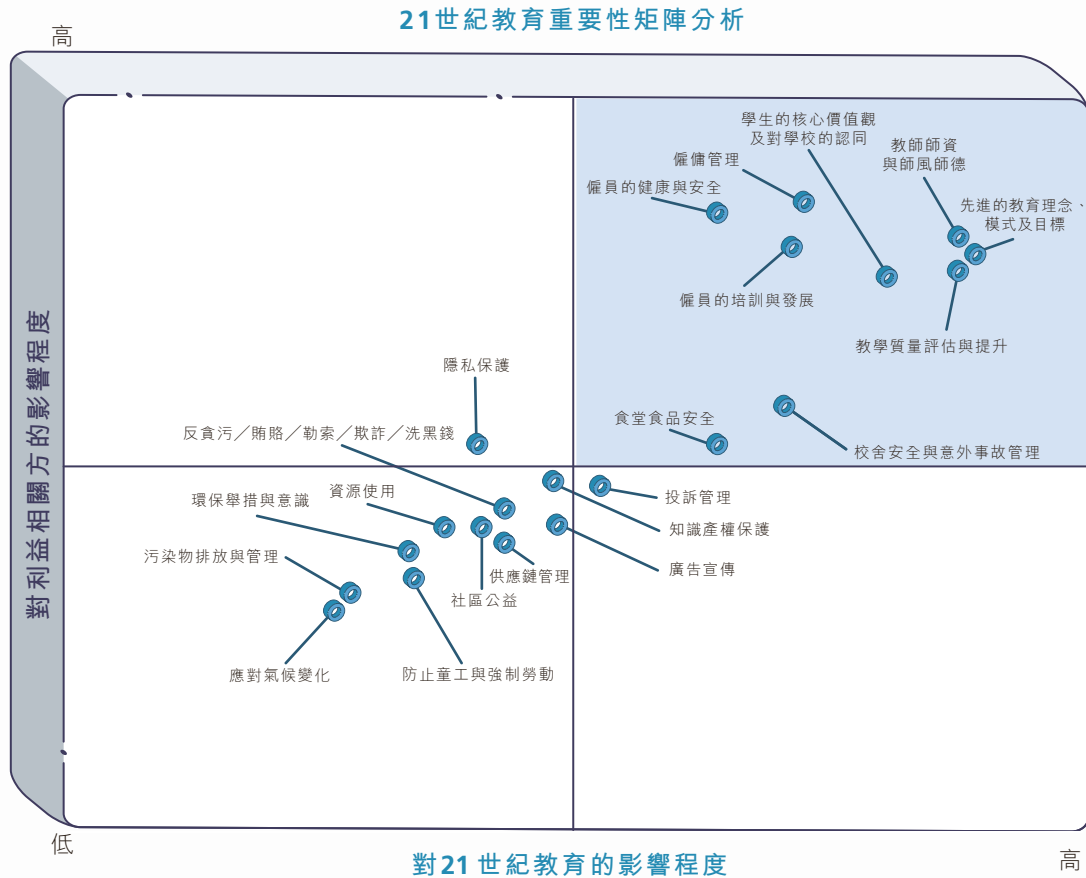 21世紀教育重要性矩陣分析
高
學生的核心價值觀
及對學校的認同
教師師資
與師風師德
僱傭管理
僱員的健康與安全
先進的教育理念、
模式及目標
僱員的培訓與發展
教學質量評估與提升
對利益相關方的影響程度
隱私保護
食堂食品安全
反貪污／賄賂／勒索／欺詐／洗黑錢
校舍安全與意外事故管理
資源使用
投訴管理
環保舉措與意識
知識產權保護
污染物排放與管理
廣告宣傳
供應鏈管理
社區公益
應對氣候變化
防止童工與強制勞動
低
對21世紀教育的影響程度
高